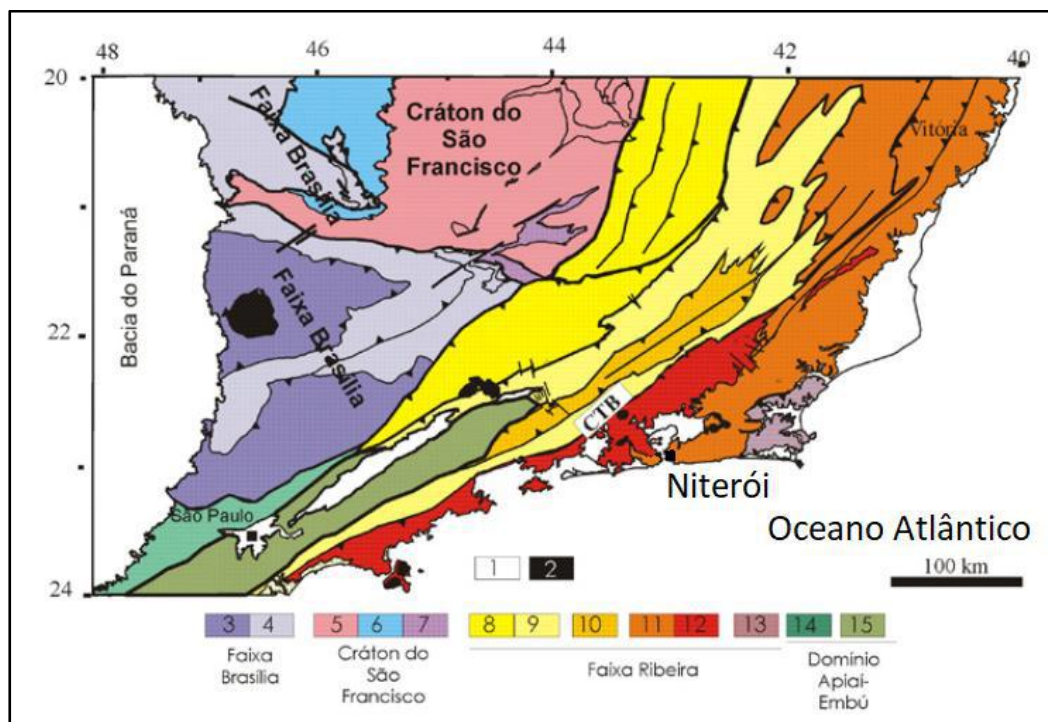 48
46
44
42
40
20
22
24
Bacia do Paraná
Faixa Brasília
Faixa Brasília
Cráton do
São
Francisco
Vitória
CTB
São Paulo
Niterói
Oceano Atlântico
100 km
1
2
3 4 5 6 7 8 9 10 11 12 13 14 15
Faixa
Brasília
Cráton do
São
Francisco
Faixa Ribeira
Domínio
Apiaí-
Embú